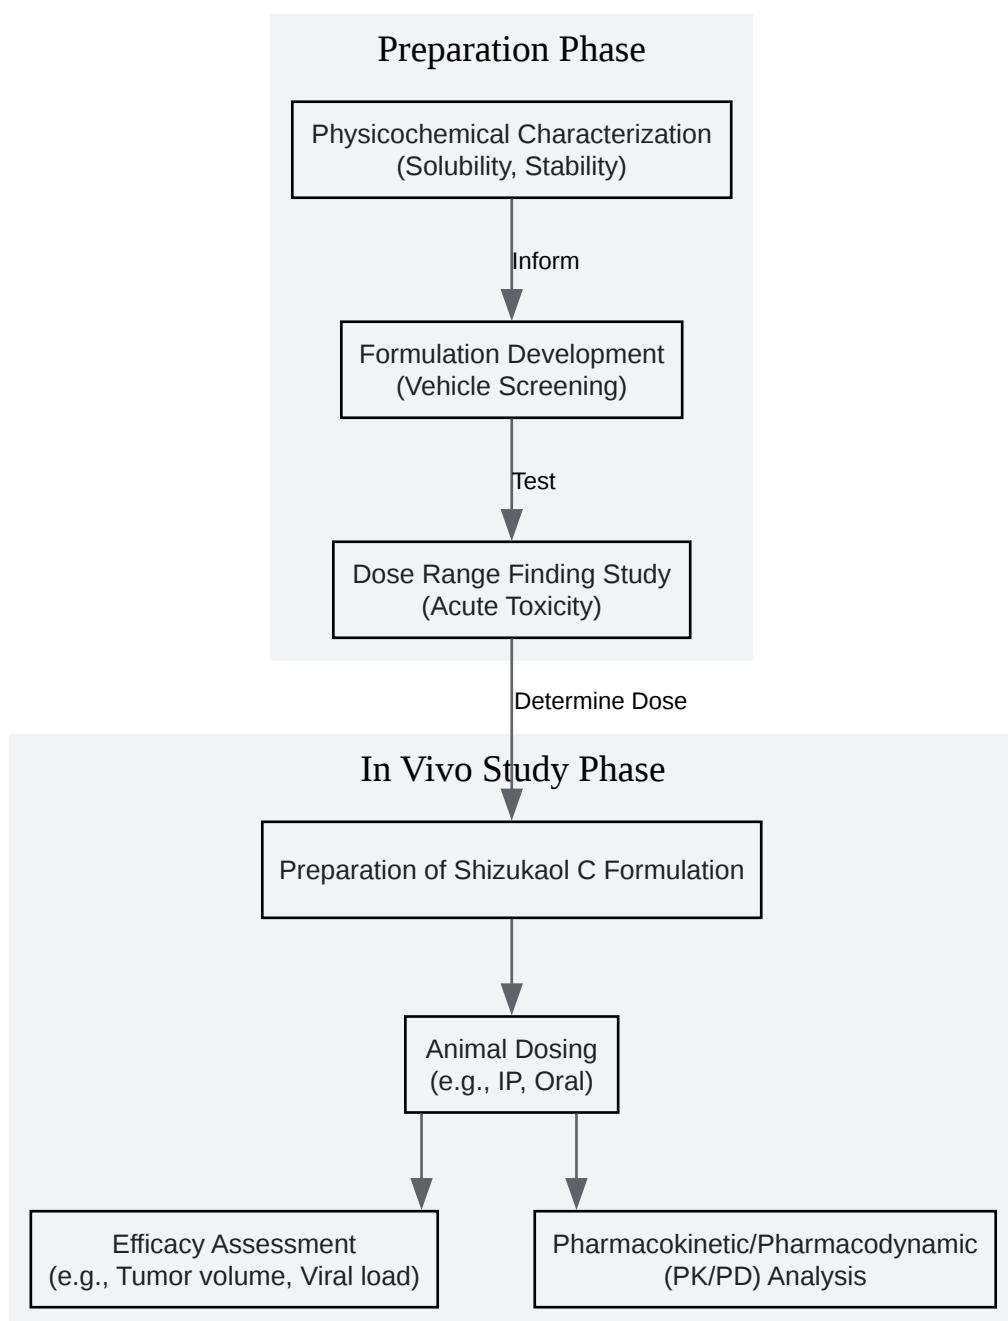 Preparation Phase
Physicochemical Characterization
(Solubility, Stability)
Inform
Formulation Development
(Vehicle Screening)
Test
Dose Range Finding Study
(Acute Toxicity)
Determine Dose
In Vivo Study Phase
Preparation of Shizukaol C Formulation
Animal Dosing
(e.g., IP, Oral)
Efficacy Assessment
(e.g., Tumor volume, Viral load)
Pharmacokinetic/Pharmacodynamic
(PK/PD) Analysis